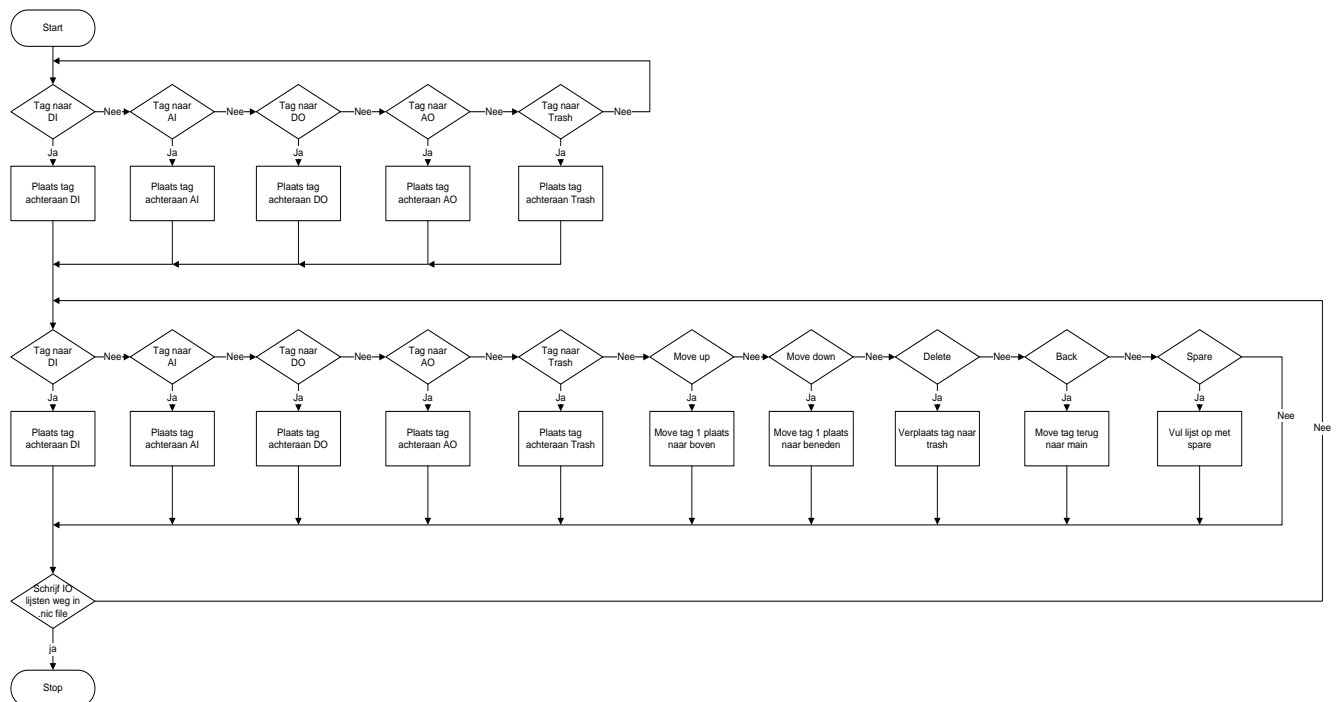 Start
Tag naar
DI
Nee
Tag naar
AI
Nee
Tag naar
DO
Nee
Tag naar
AO
Nee
Tag naar
Trash
Nee
Ja
Ja
Ja
Ja
Ja
Plaats tag
achteraan DI
Plaats tag
achteraan AI
Plaats tag
achteraan DO
Plaats tag
achteraan AO
Plaats tag
achteraan Trash
Tag naar
DI
Nee
Tag naar
AI
Nee
Tag naar
DO
Nee
Tag naar
AO
Nee
Tag naar
Trash
Nee
Move up
Nee
Move down
Nee
Delete
Nee
Back
Nee
Spare
Ja
Ja
Ja
Ja
Ja
Ja
Ja
Ja
Ja
Ja
Nee
Nee
Plaats tag
achteraan DI
Plaats tag
achteraan AI
Plaats tag
achteraan DO
Plaats tag
achteraan AO
Plaats tag
achteraan Trash
Move tag 1 plaats
naar boven
Move tag 1 plaats
naar beneden
Verplaats tag naar
trash
Move tag terug
naar main
Vul lijst op met
spare
Schrijf IO
lijsten weg in
.nic file
ja
Stop